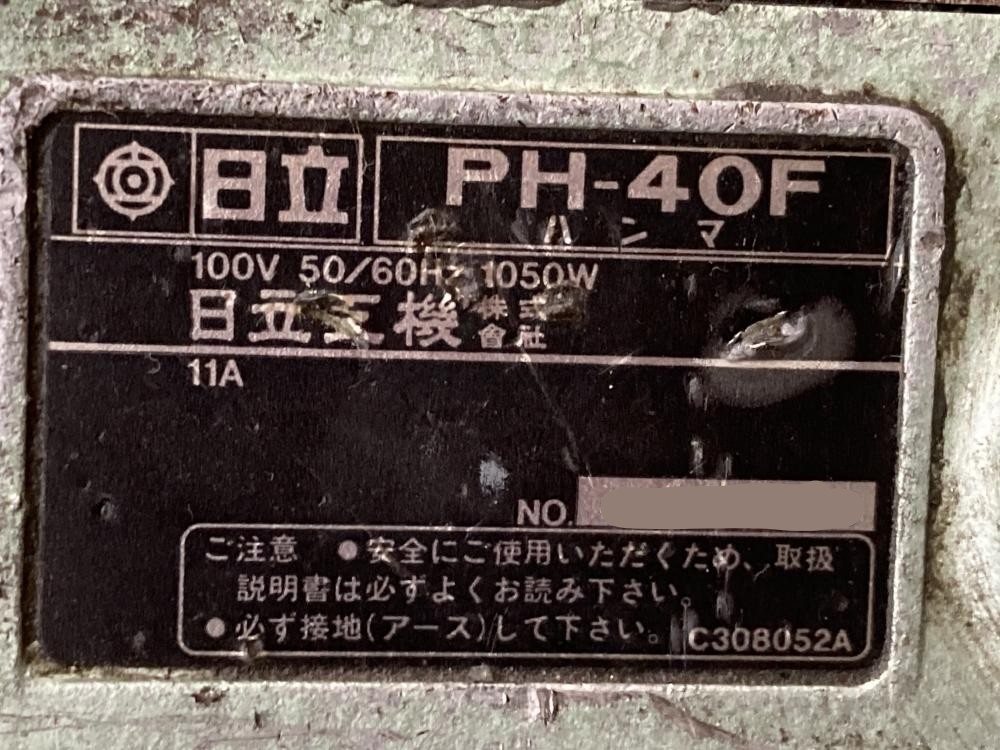 日立 PH-40F
ハンマ
100V 50/60Hz 1050W
日立工機株式會社
11A
NO.
ご注意 ●安全にご使用いただくため、取扱
説明書は必ずよくお読み下さい。
●必ず接地(アース)して下さい。 C308052A